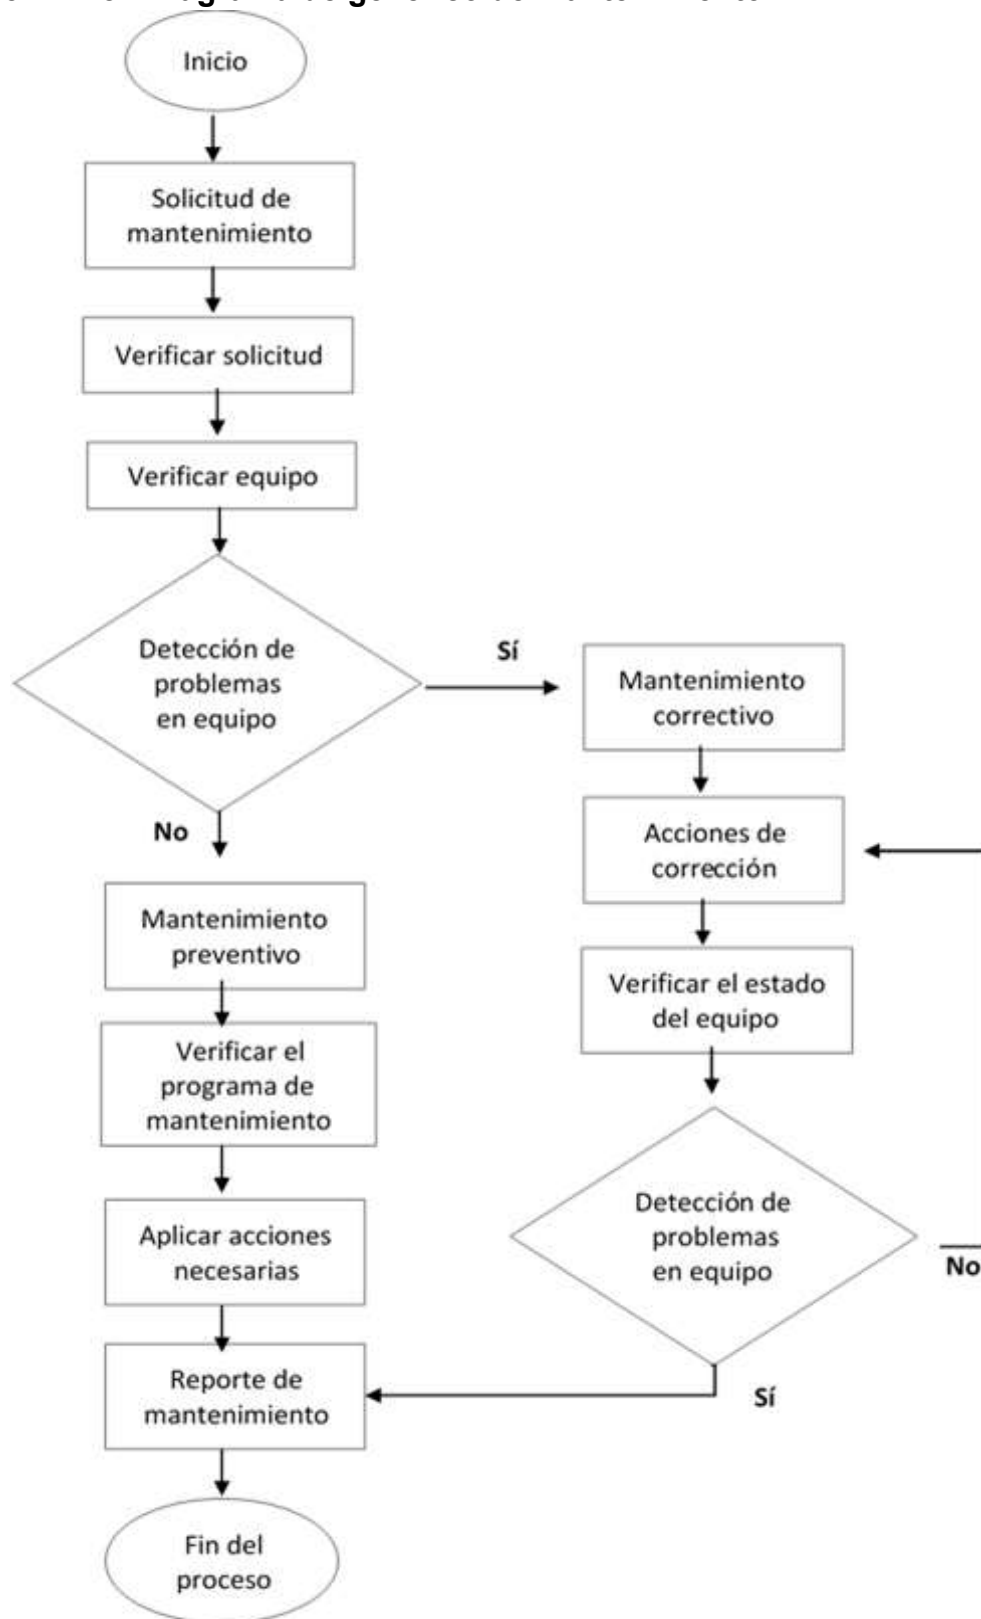 Inicio
Solicitud de
mantenimiento
Verificar solicitud
Verificar equipo
Detección de
problemas
en equipo
Sí
No
Mantenimiento
correctivo
Acciones de
corrección
Verificar el estado
del equipo
Detección de
problemas
en equipo
No
Sí
Mantenimiento
preventivo
Verificar el
programa de
mantenimiento
Aplicar acciones
necesarias
Reporte de
mantenimiento
Fin del
proceso